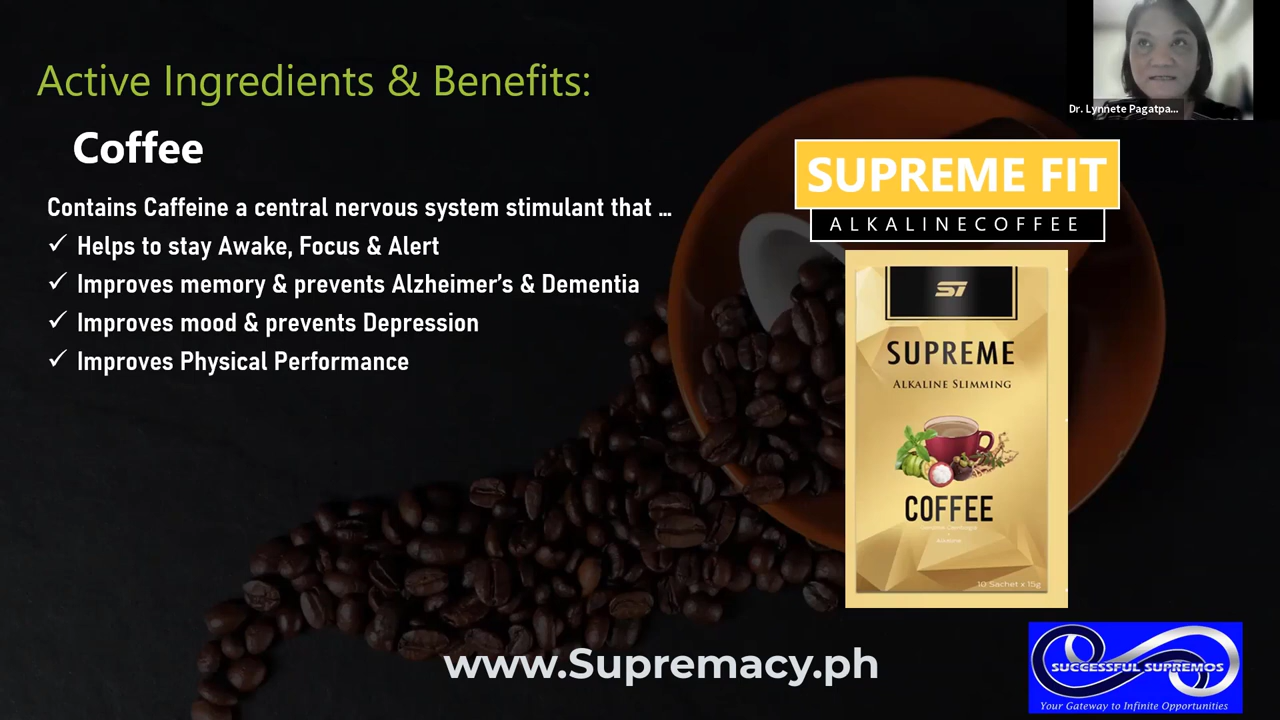 Active Ingredients & Benefits:
Coffee
Contains Caffeine a central nervous system stimulant that ...
✓ Helps to stay Awake, Focus & Alert
✓ Improves memory & prevents Alzheimer's & Dementia
✓ Improves mood & prevents Depression
✓ Improves Physical Performance
Dr. Lynnete Pagatpa...
SUPREME FIT
ALKALINECOFFEE
ST
SUPREME
ALKALINE SLIMMING
COFFEE
10 Sachet x 15g
www.Supremacy.ph
SUCCESSFUL SUPREMOS
Your Gateway to Infinite Opportunities